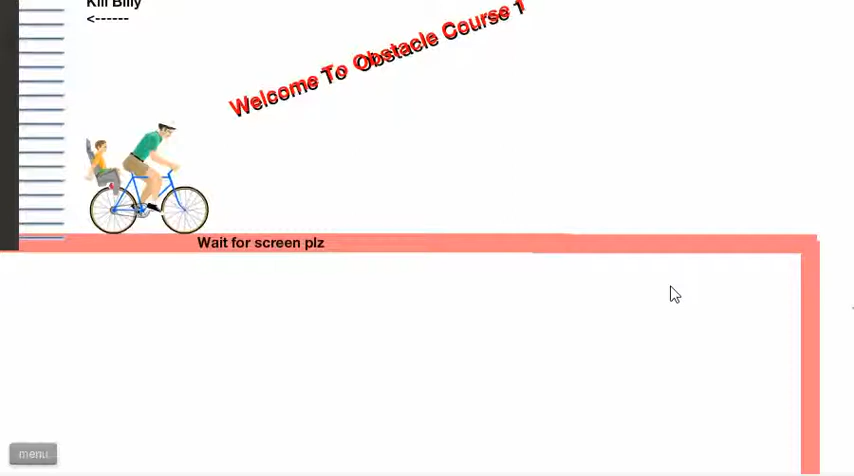 Kill Billy
<------
Welcome To Obstacle Course 1
Wait for screen plz
menu